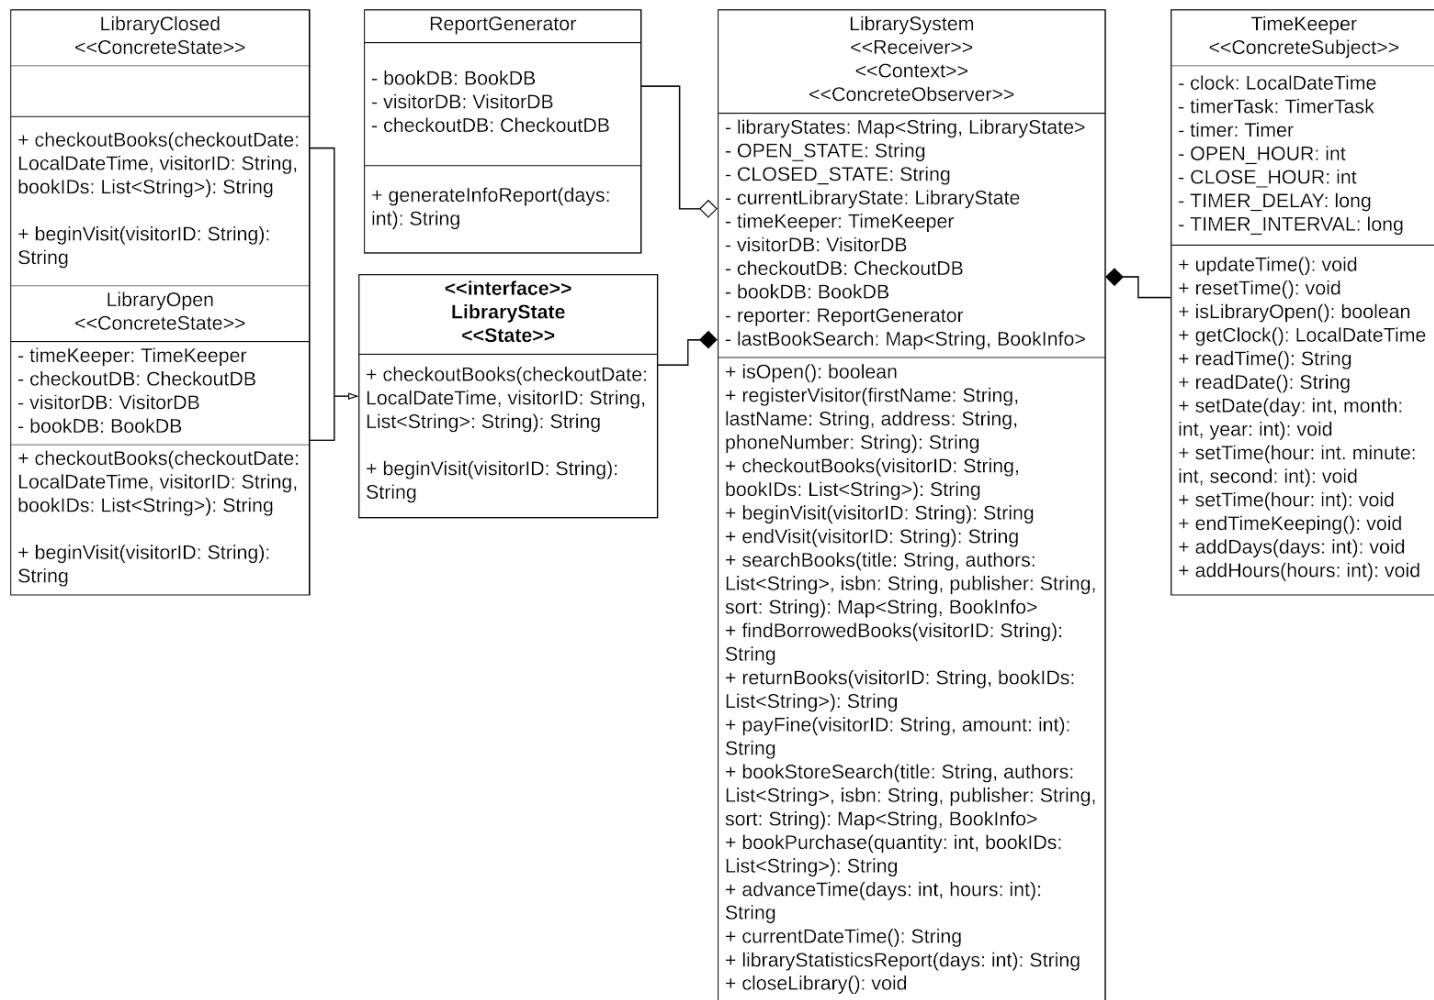 LibraryClosed
<<ConcreteState>>
+ checkoutBooks(checkoutDate:
LocalDateTime, visitorID: String,
bookIDs: List<String>): String
+ beginVisit(visitorID: String):
String
LibraryOpen
<<ConcreteState>>
- timeKeeper: TimeKeeper
- checkoutDB: CheckoutDB
- visitorDB: VisitorDB
- bookDB: BookDB
+ checkoutBooks(checkoutDate:
LocalDateTime, visitorID: String,
bookIDs: List<String>): String
+ beginVisit(visitorID: String):
String
ReportGenerator
- bookDB: BookDB
- visitorDB: VisitorDB
- checkoutDB: CheckoutDB
+ generateInfoReport(days:
int): String
<<interface>>
LibraryState
<<State>>
+ checkoutBooks(checkoutDate:
LocalDateTime, visitorID: String,
List<String>: String): String
+ beginVisit(visitorID: String):
String
LibrarySystem
<<Receiver>>
<<Context>>
<<ConcreteObserver>>
- libraryStates: Map<String, LibraryState>
- OPEN_STATE: String
- CLOSED_STATE: String
- currentLibraryState: LibraryState
- timeKeeper: TimeKeeper
- visitorDB: VisitorDB
- checkoutDB: CheckoutDB
- bookDB: BookDB
- reporter: ReportGenerator
- lastBookSearch: Map<String, BookInfo>
+ isOpen(): boolean
+ registerVisitor(firstName: String,
lastName: String, address: String,
phoneNumber: String): String
+ checkoutBooks(visitorID: String,
bookIDs: List<String>): String
+ beginVisit(visitorID: String): String
+ endVisit(visitorID: String): String
+ searchBooks(title: String, authors:
List<String>, isbn: String, publisher: String,
sort: String): Map<String, BookInfo>
+ findBorrowedBooks(visitorID: String):
String
+ returnBooks(visitorID: String, bookIDs:
List<String>): String
+ payFine(visitorID: String, amount: int):
String
+ bookStoreSearch(title: String, authors:
List<String>, isbn: String, publisher: String,
sort: String): Map<String, BookInfo>
+ bookPurchase(quantity: int, bookIDs:
List<String>): String
+ advanceTime(days: int, hours: int):
String
+ currentDateTime(): String
+ libraryStatisticsReport(days: int): String
+ closeLibrary(): void
TimeKeeper
<<ConcreteSubject>>
- clock: LocalDateTime
- timerTask: TimerTask
- timer: Timer
- OPEN_HOUR: int
- CLOSE_HOUR: int
- TIMER_DELAY: long
- TIMER_INTERVAL: long
+ updateTime(): void
+ resetTime(): void
+ isLibraryOpen(): boolean
+ getClock(): LocalDateTime
+ readTime(): String
+ readDate(): String
+ setDate(day: int, month:
int, year: int): void
+ setTime(hour: int. minute:
int, second: int): void
+ setTime(hour: int): void
+ endTimeKeeping(): void
+ addDays(days: int): void
+ addHours(hours: int): void